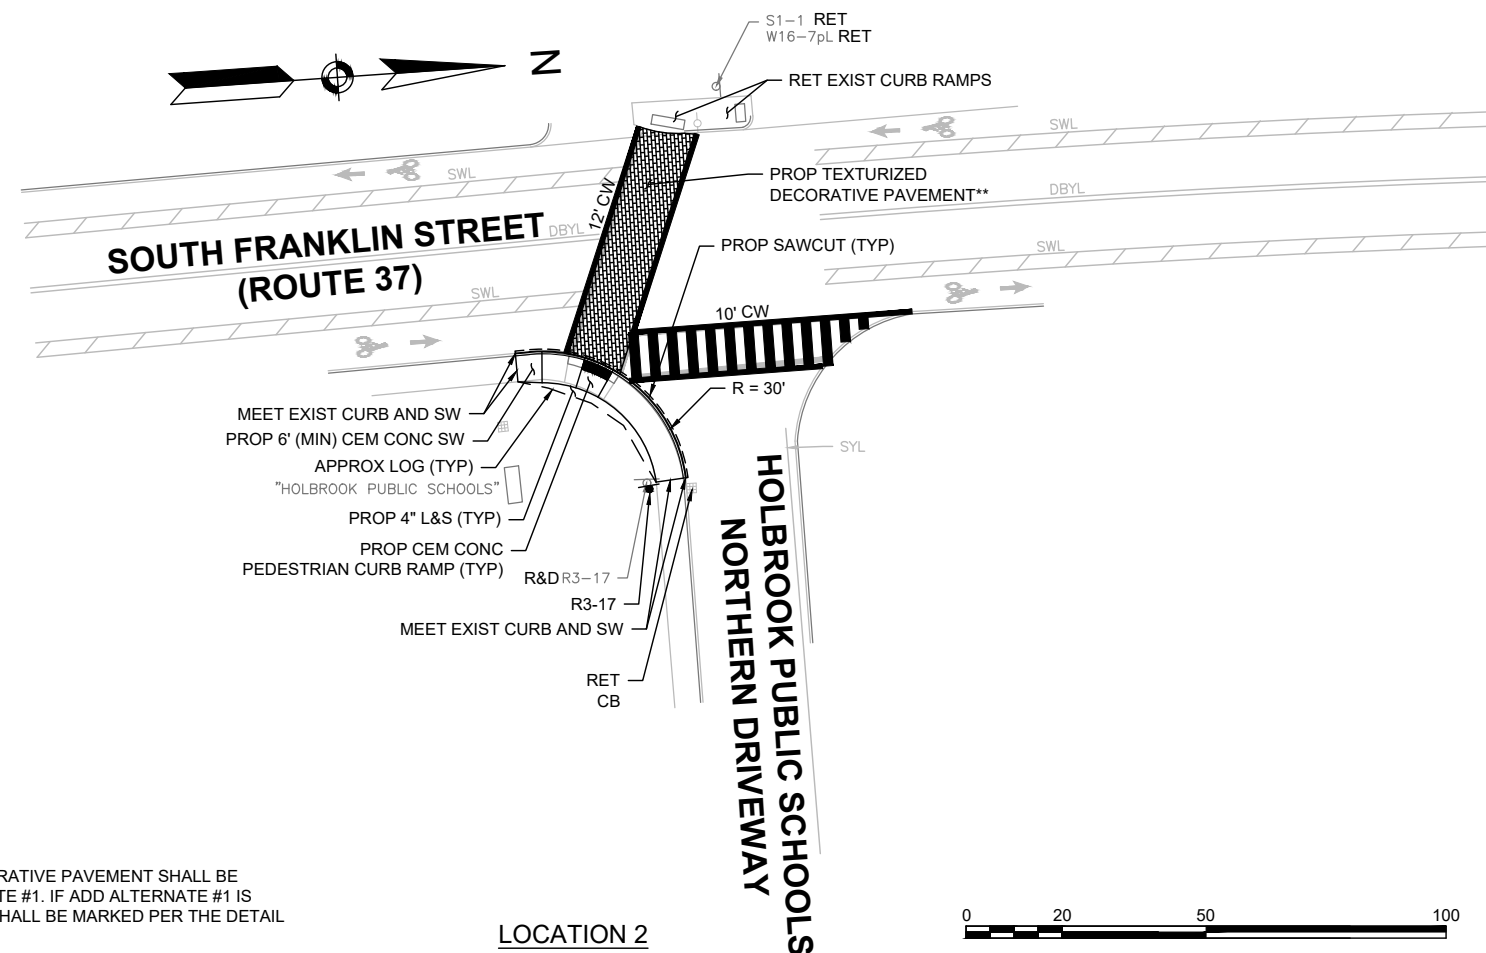 S1-1 RET
W16-7pL RET
N
RET EXIST CURB RAMPS
SWL
SWL
PROP TEXTURIZED
DECORATIVE PAVEMENT**
DBYL
12' CW
SOUTH FRANKLIN STREET
(ROUTE 37)
DBYL
PROP SAWCUT (TYP)
SWL
SWL
10' CW
R = 30'
MEET EXIST CURB AND SW
PROP 6' (MIN) CEM CONC SW
APPROX LOG (TYP)
"HOLBROOK PUBLIC SCHOOLS"
PROP 4" L&S (TYP)
PROP CEM CONC
PEDESTRIAN CURB RAMP (TYP)
R&D R3-17
R3-17
MEET EXIST CURB AND SW
RET
CB
SYL
HOLBROOK PUBLIC SCHOOLS
NORTHERN DRIVEWAY
RATIVE PAVEMENT SHALL BE
TE #1. IF ADD ALTERNATE #1 IS
SHALL BE MARKED PER THE DETAIL
LOCATION 2
0 20 50 100